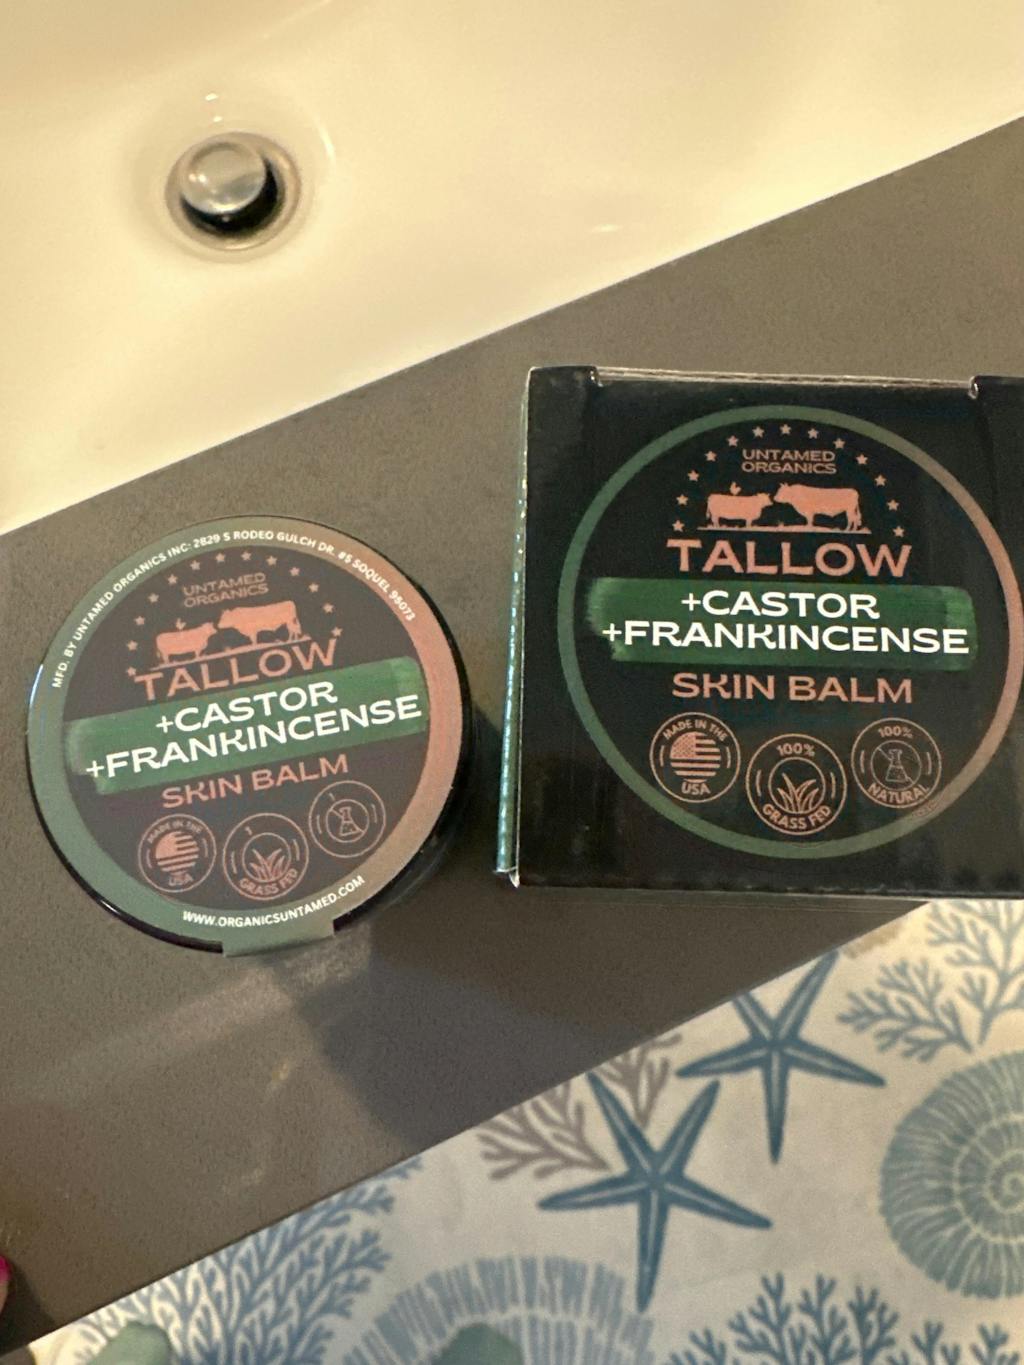 MFD. BY UNTAMED ORGANICS INC: 2829 S RODEO GULCH DR. #5 SOQUEL 95073
UNTAMED
ORGANICS
TALLOW
+CASTOR
+FRANKINCENSE
SKIN BALM
MADE IN THE
USA
GRASS FED
WWW.ORGANICSUNTAMED.COM
UNTAMED
ORGANICS
TALLOW
+CASTOR
+FRANKINCENSE
SKIN BALM
MADE IN THE
USA
100%
GRASS FED
100%
NATURAL